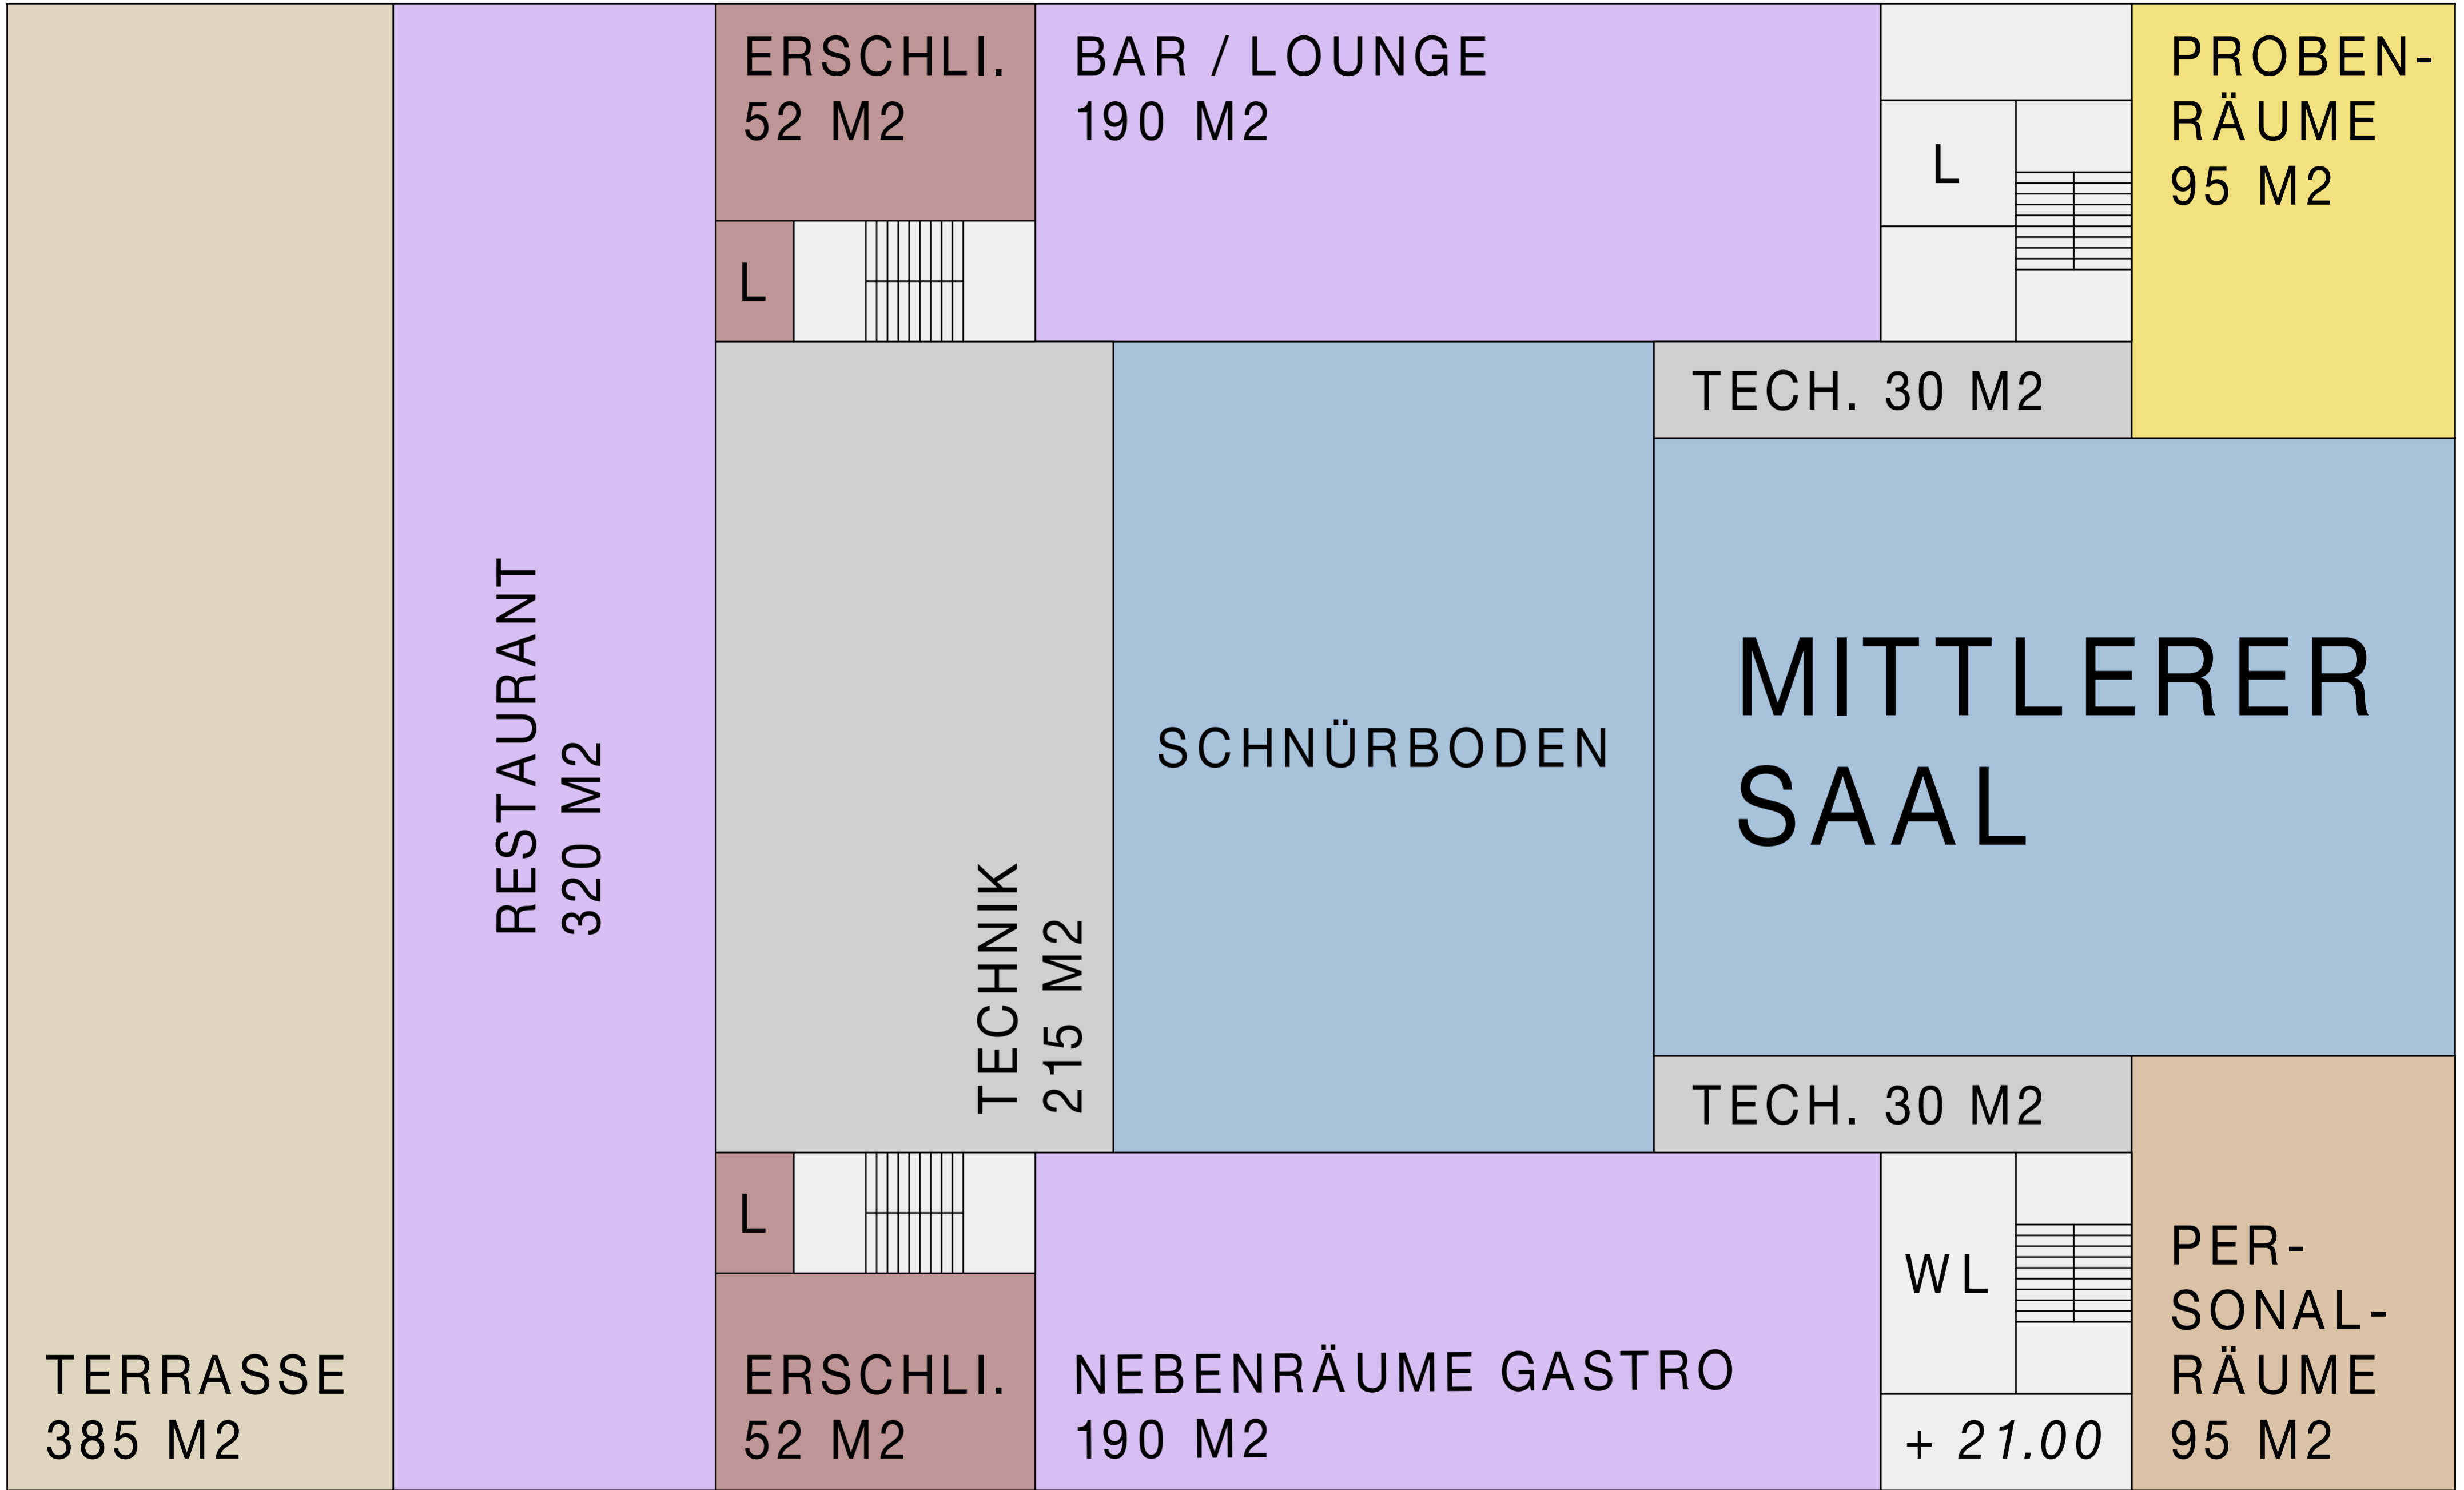 ERSCHLI.
52 M2
BAR / LOUNGE
190 M2
PROBEN-
RÄUME
95 M2
L
L
TECH. 30 M2
RESTAURANT
320 M2
TECHNIK
215 M2
SCHNÜRBODEN
MITTLERER
SAAL
TECH. 30 M2
L
WL
TERRASSE
385 M2
ERSCHLI.
52 M2
NEBENRÄUME GASTRO
190 M2
+ 21.00
PER-
SONAL-
RÄUME
95 M2